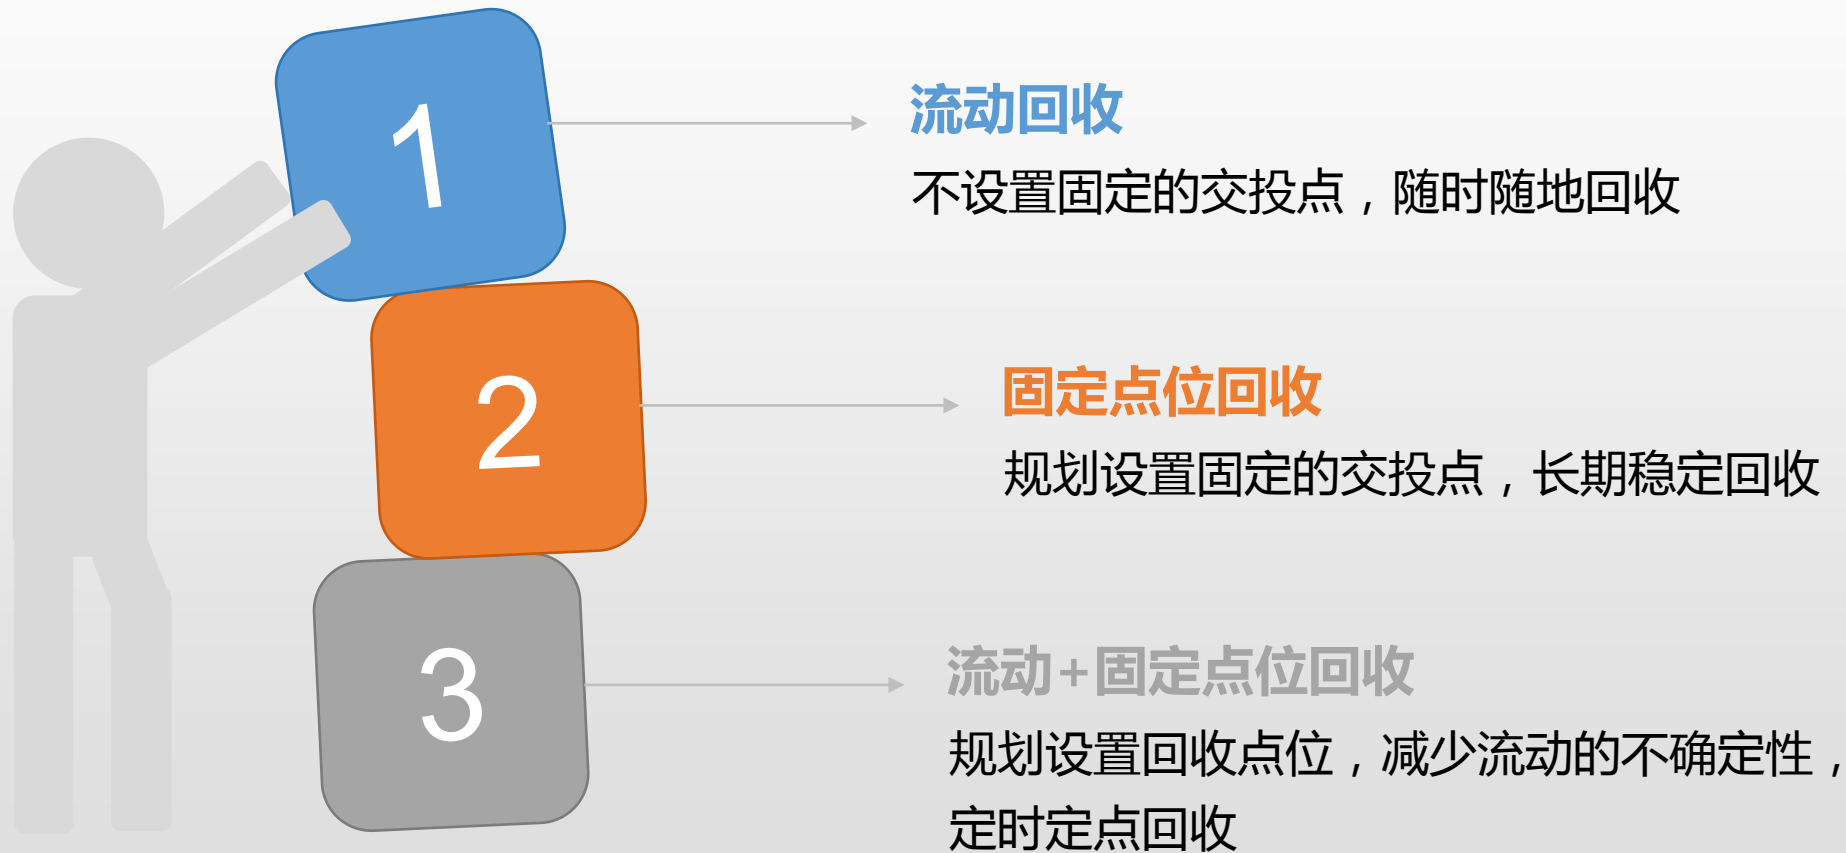 1
流动回收
不设置固定的交投点，随时随地回收
2
固定点位回收
规划设置固定的交投点，长期稳定回收
3
流动+固定点位回收
规划设置回收点位，减少流动的不确定性，
定时定点回收